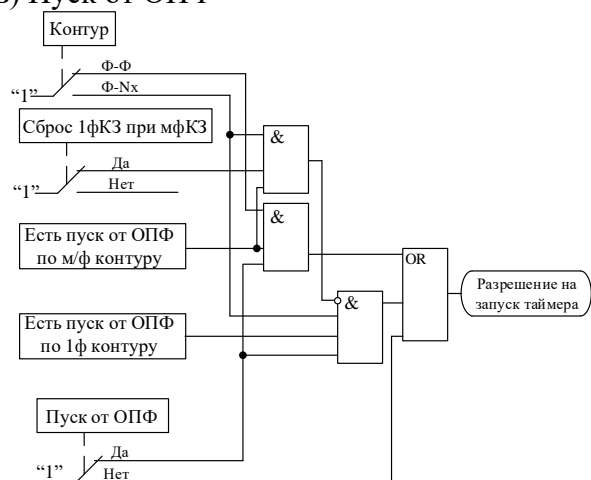 в) Пуск от ОПФ
Контур
Ф-Ф
Ф-Nx
“1”
Сброс 1фКЗ при мфКЗ
Да
Нет
“1”
&
&
Есть пуск от ОПФ
по м/ф контуру
OR
Разрешение на
запуск таймера
&
Есть пуск от ОПФ
по 1ф контуру
Пуск от ОПФ
Да
“1”
Нет